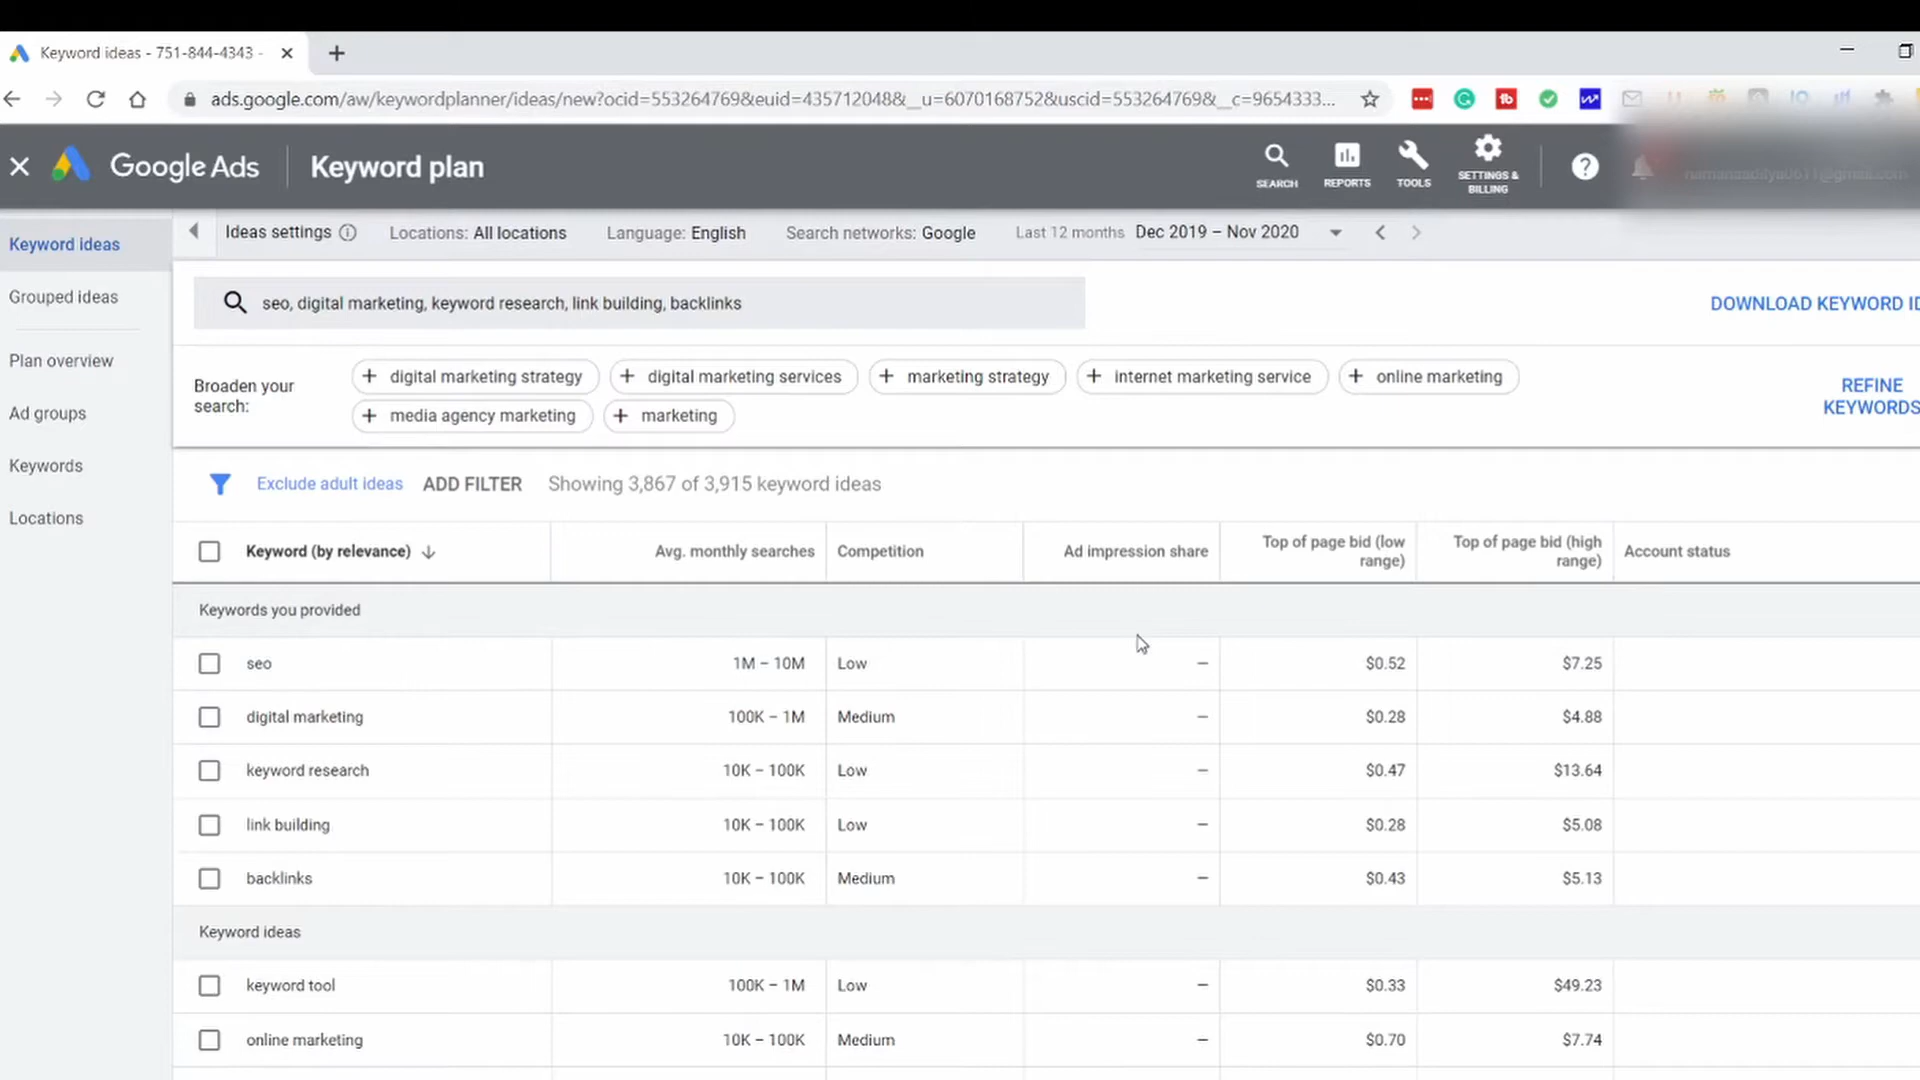 Keyword ideas - 751-844-4343 -
ads.google.com/aw/keywordplanner/ideas/new?ocid=553264769&euid=435712048&__u=6070168752&uscid=553264769&__c=9654333...
Google Ads
Keyword plan
SEARCH
REPORTS
TOOLS
SETTINGS &
BILLING
Keyword ideas
Grouped ideas
Plan overview
Ad groups
Keywords
Locations
Ideas settings
Locations: All locations
Language: English
Search networks: Google
Last 12 months Dec 2019 – Nov 2020
seo, digital marketing, keyword research, link building, backlinks
DOWNLOAD KEYWORD ID
Broaden your
search:
+ digital marketing strategy
+ digital marketing services
+ marketing strategy
+ internet marketing service
+ online marketing
+ media agency marketing
+ marketing
REFINE
KEYWORDS
Exclude adult ideas
ADD FILTER
Showing 3,867 of 3,915 keyword ideas
Keyword (by relevance)
Avg. monthly searches
Competition
Ad impression share
Top of page bid (low
range)
Top of page bid (high
range)
Account status
Keywords you provided
seo 1M – 10M Low – $0.52 $7.25
digital marketing 100K – 1M Medium – $0.28 $4.88
keyword research 10K – 100K Low – $0.47 $13.64
link building 10K – 100K Low – $0.28 $5.08
backlinks 10K – 100K Medium – $0.43 $5.13
Keyword ideas
keyword tool 100K – 1M Low – $0.33 $49.23
online marketing 10K – 100K Medium – $0.70 $7.74